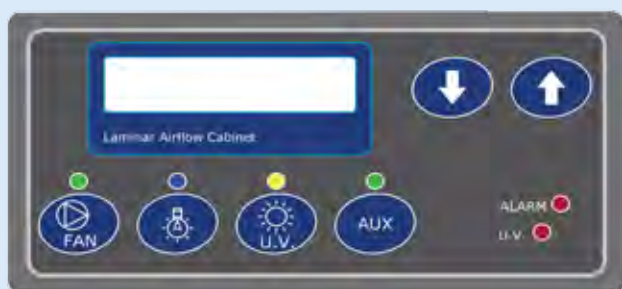 Laminar Airflow Cabinet
FAN
U.V.
AUX
ALARM
U.V.